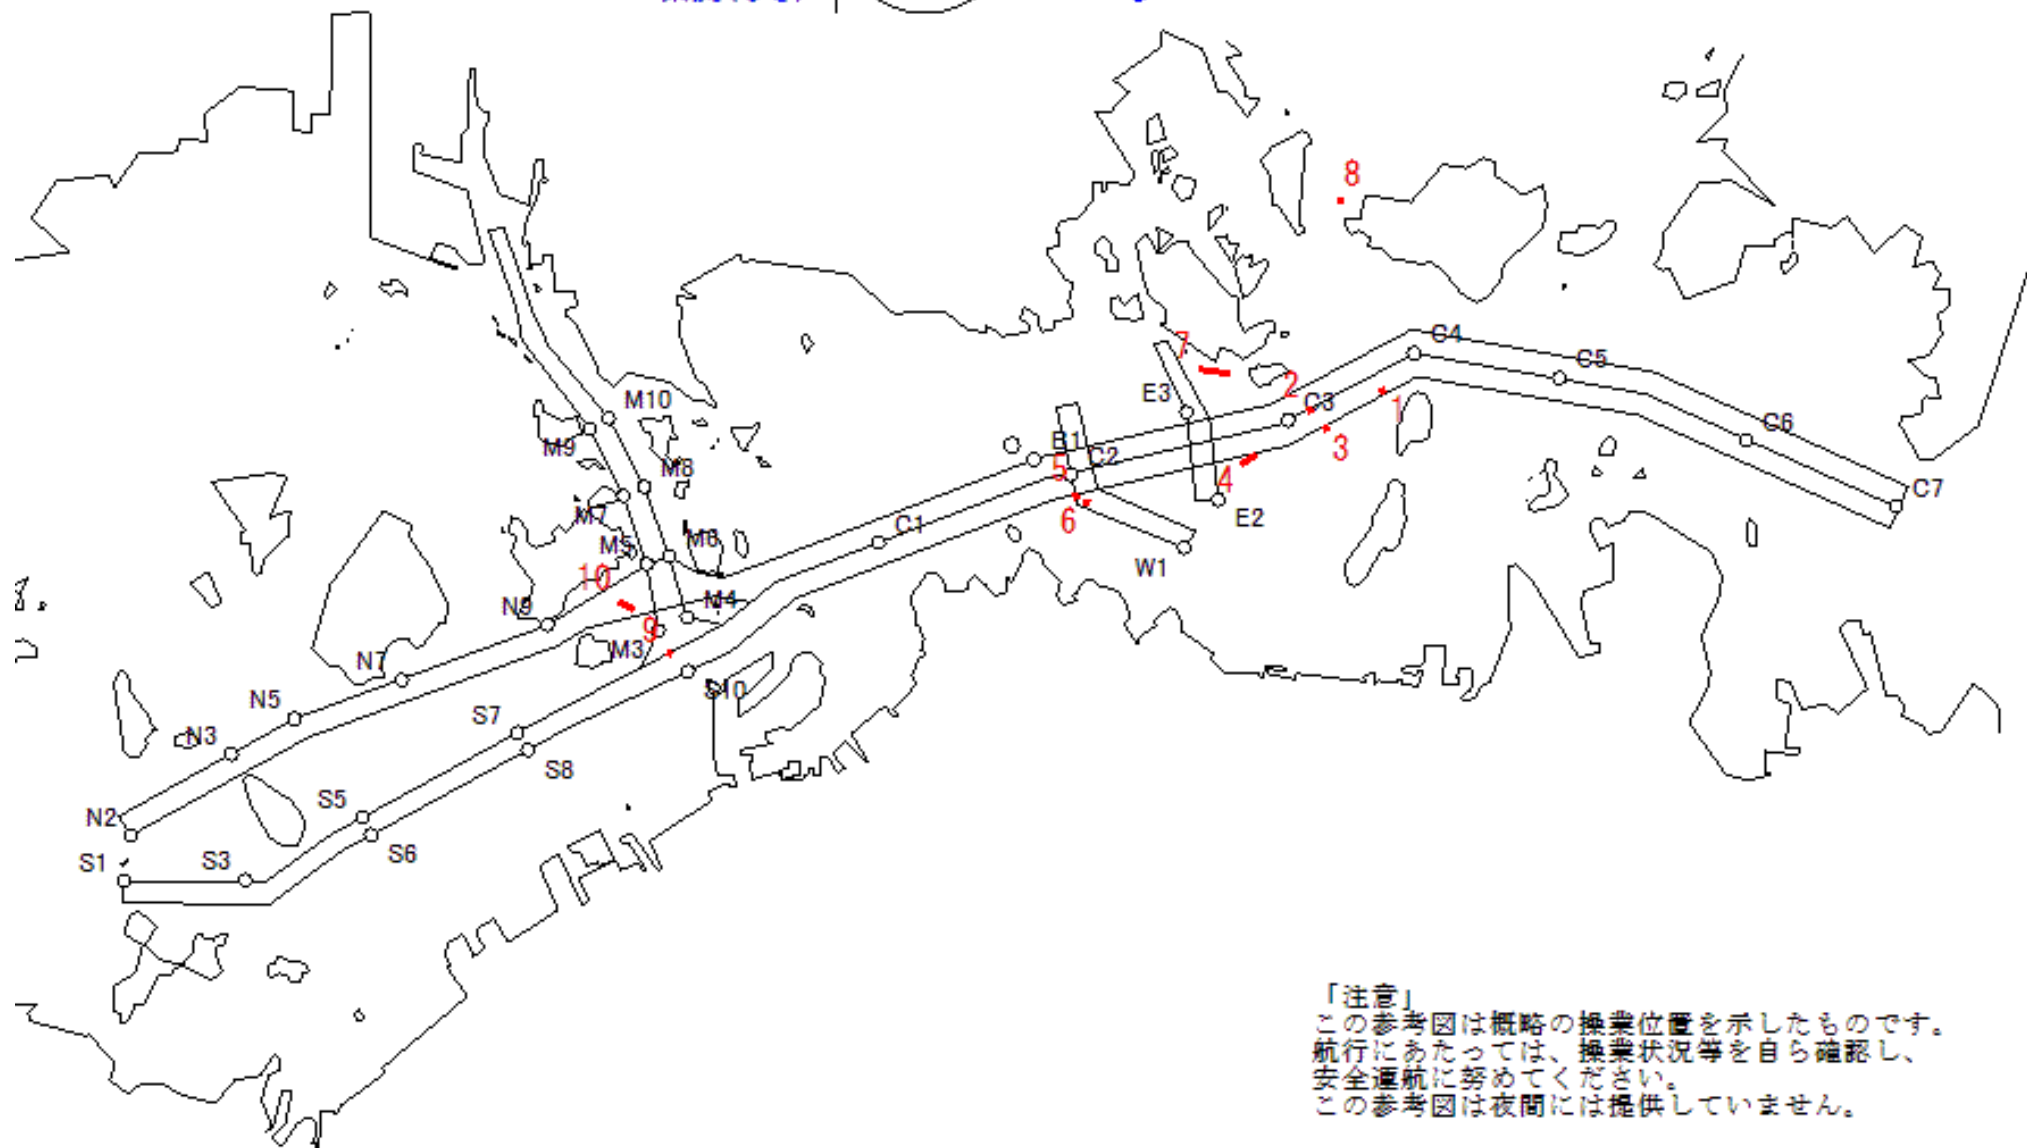 8
C4
7
C5
2
E3
C3
1
M10
C6
B1
3
M9
C2
5
M8
4
C7
M7
6
E2
C1
M5
M6
W1
10
N9
M4
9
M3
N7
S10
N5
S7
N3
S8
S5
N2
S6
S1
S3
「注意」
この参考図は概略の操業位置を示したものです。
航行にあたっては、操業状況等を自ら確認し、
安全運航に努めてください。
この参考図は夜間には提供していません。